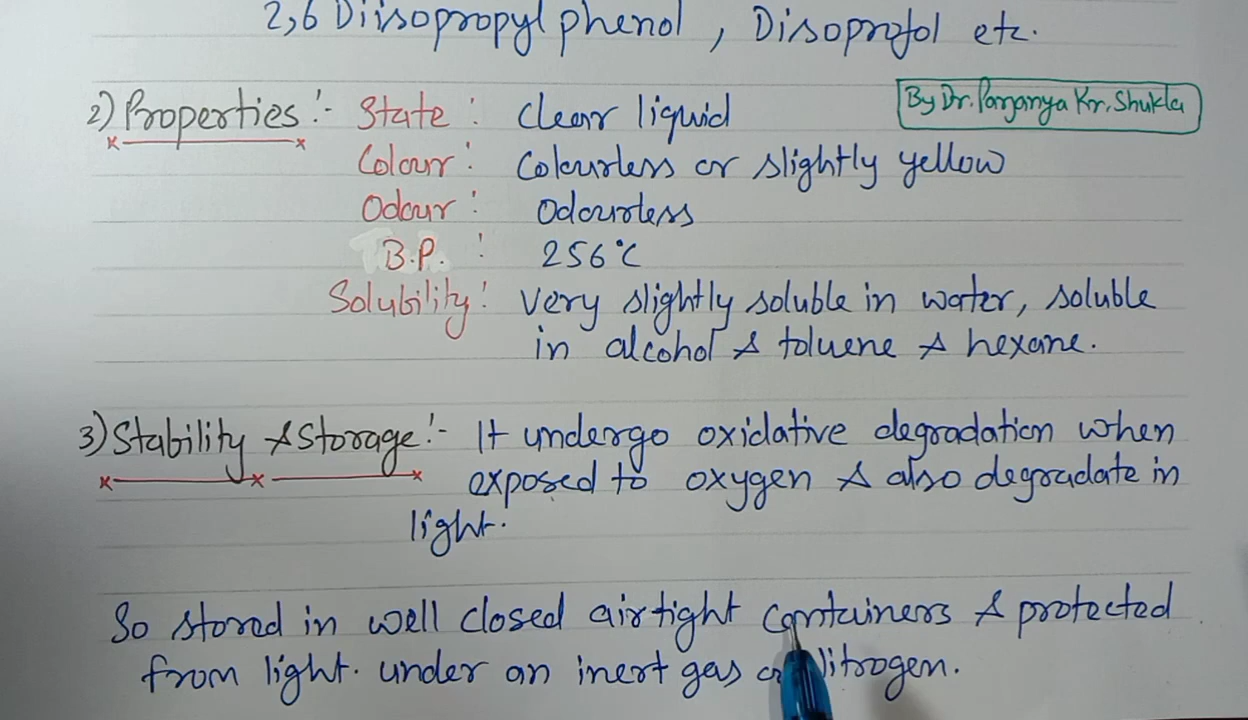 2,6 Diisopropyl phenol, Disoprofol etc.
2) Properties:- State: Clear liquid
By Dr. Parganya Kr. Shukla
Colour: Colourless or slightly yellow
Odour: Odourless
B.P.: 256°C
Solubility: Very slightly soluble in water, soluble
in alcohol & toluene & hexane.
3) Stability & Storage:- It undergo oxidative degradation when
exposed to oxygen & also degradate in
light.
So stored in well closed airtight containers & protected
from light. under an inert gas Nitrogen.